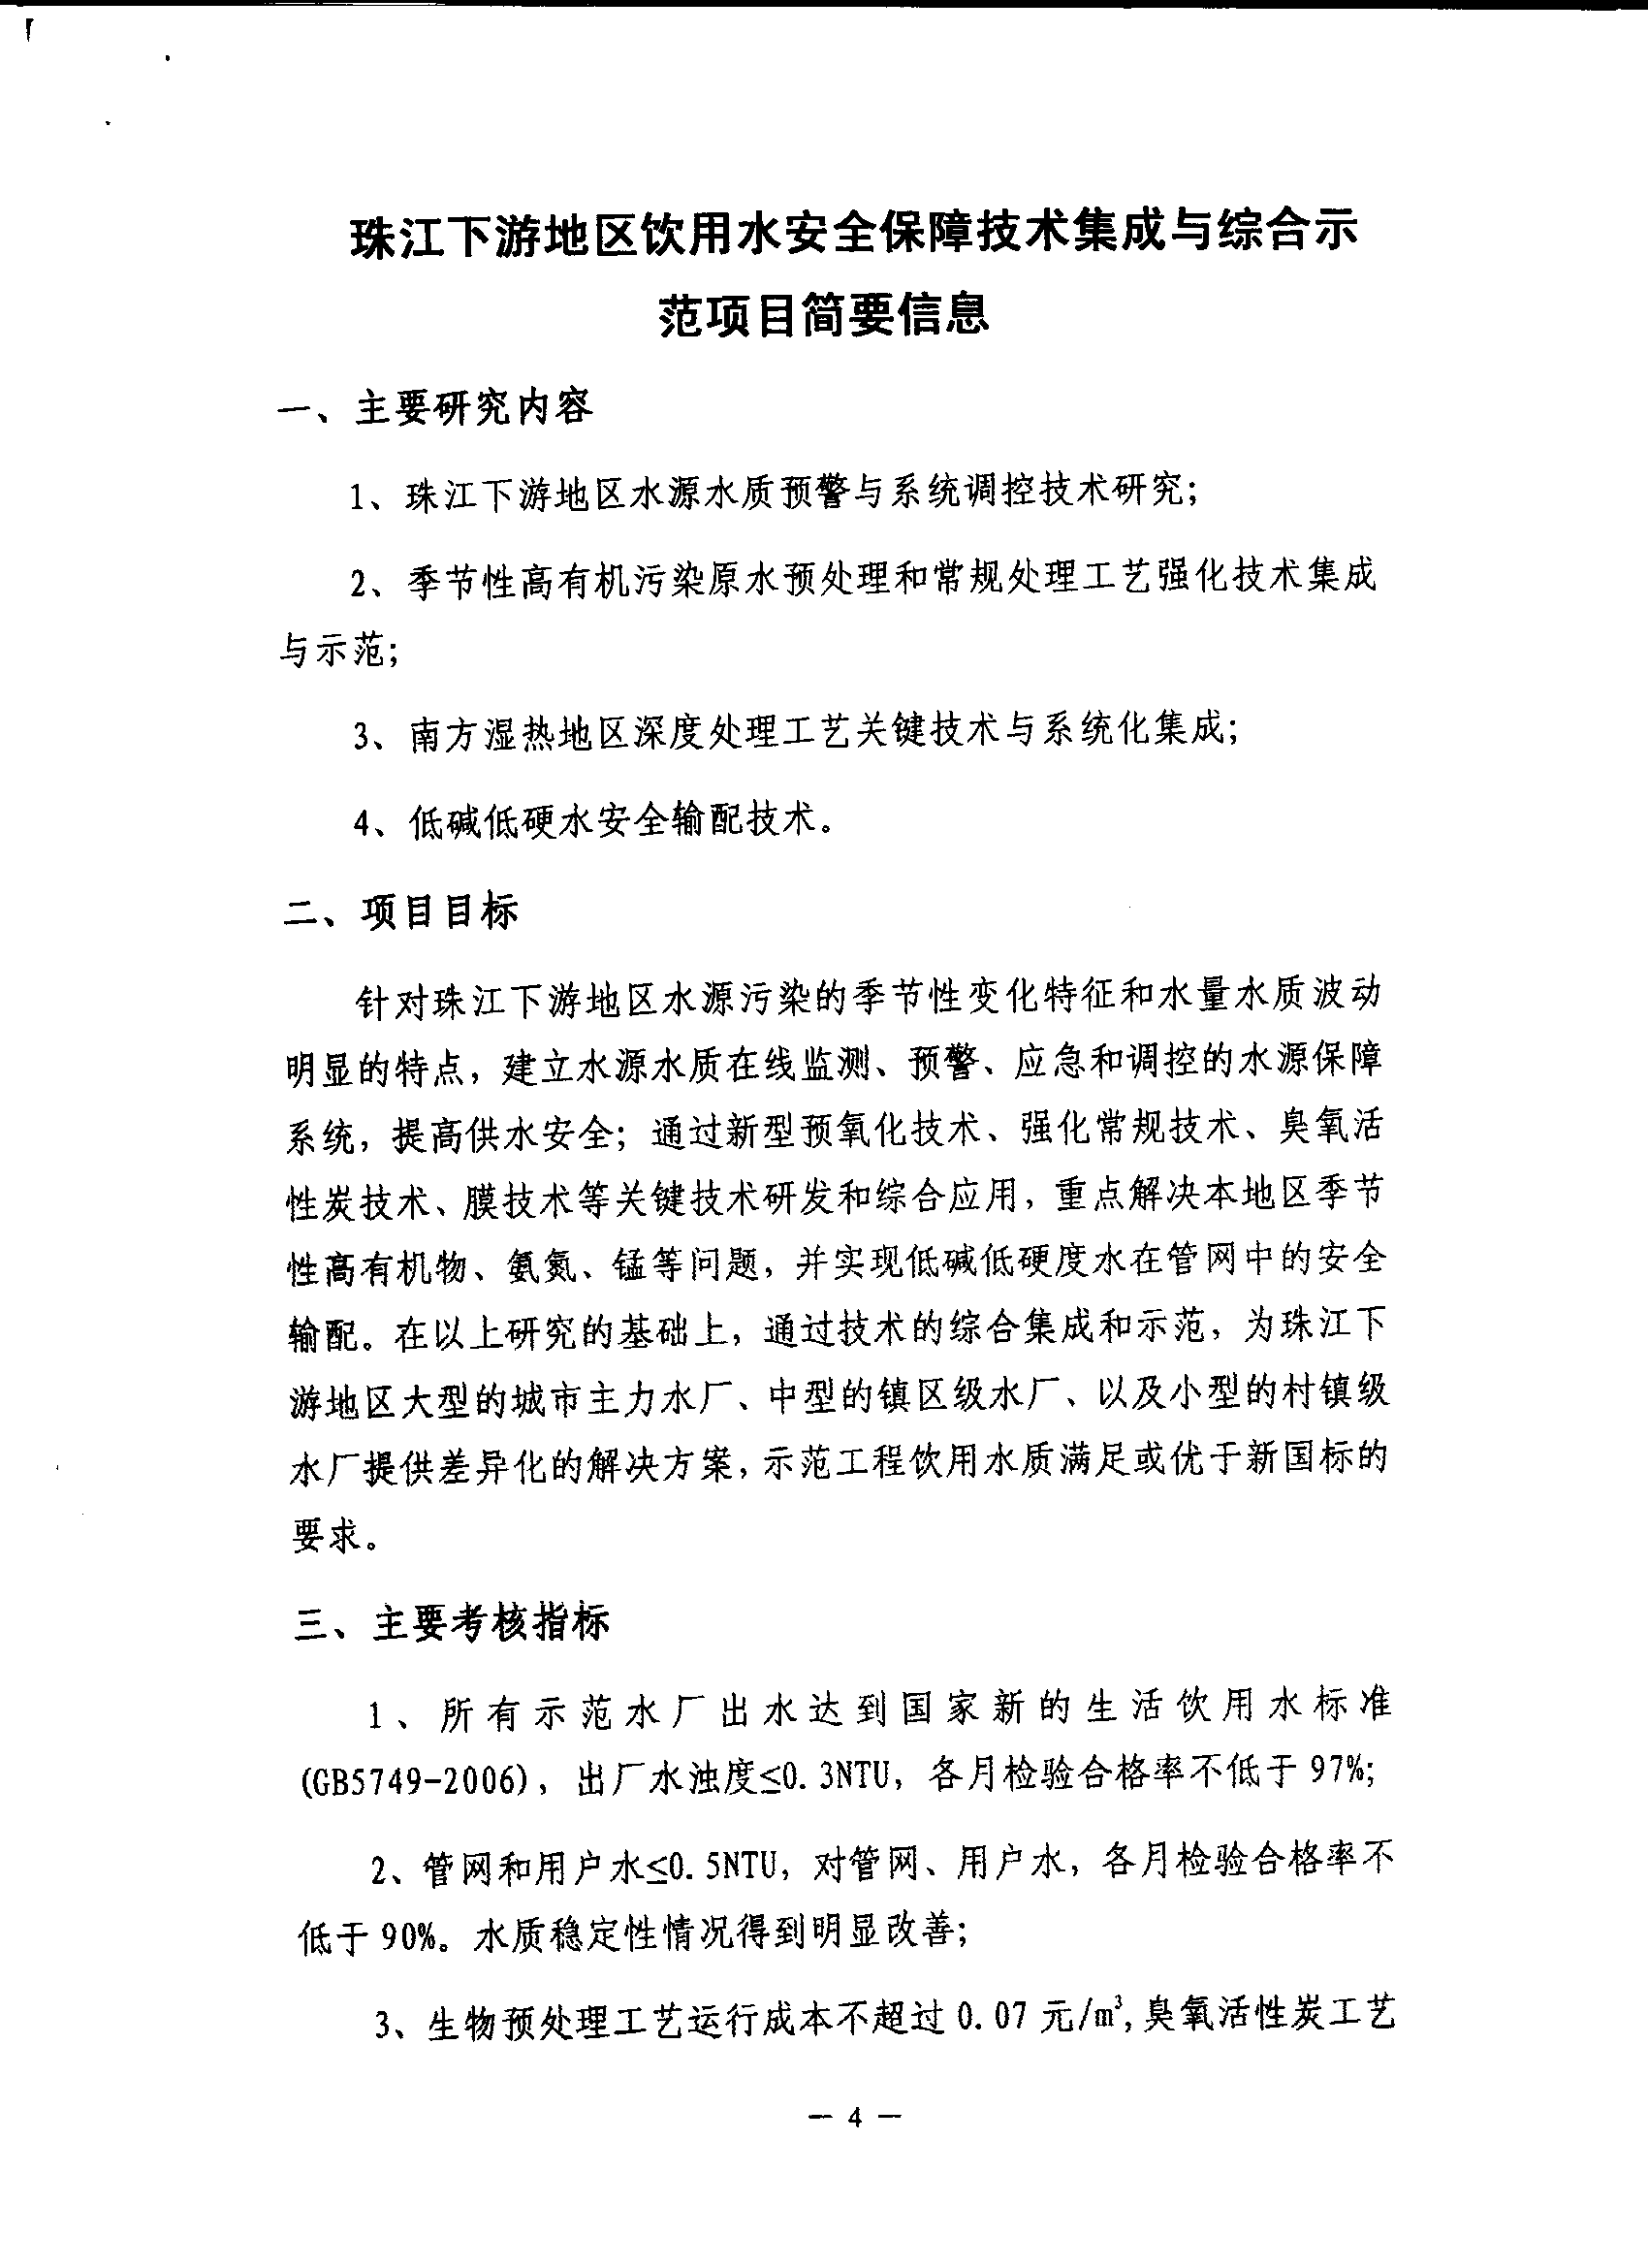 珠江下游地区饮用水安全保障技术集成与综合示
范项目简要信息
一、主要研究内容
1、珠江下游地区水源水质预警与系统调控技术研究；
2、季节性高有机污染原水预处理和常规处理工艺强化技术集成
与示范；
3、南方湿热地区深度处理工艺关键技术与系统化集成；
4、低碱低硬水安全输配技术。
二、项目目标
针对珠江下游地区水源污染的季节性变化特征和水量水质波动
明显的特点，建立水源水质在线监测、预警、应急和调控的水源保障
系统，提高供水安全；通过新型预氧化技术、强化常规技术、臭氧活
性炭技术、膜技术等关键技术研发和综合应用，重点解决本地区季节
性高有机物、氨氮、锰等问题，并实现低碱低硬度水在管网中的安全
输配。在以上研究的基础上，通过技术的综合集成和示范，为珠江下
游地区大型的城市主力水厂、中型的镇区级水厂、以及小型的村镇级
水厂提供差异化的解决方案，示范工程饮用水质满足或优于新国标的
要求。
三、主要考核指标
1、所有示范水厂出水达到国家新的生活饮用水标准
(GB5749-2006)，出厂水浊度≤0.3NTU，各月检验合格率不低于97%；
2、管网和用户水≤0.5NTU，对管网、用户水，各月检验合格率不
低于90%。水质稳定性情况得到明显改善；
3、生物预处理工艺运行成本不超过0.07元/m³,臭氧活性炭工艺
— 4 —